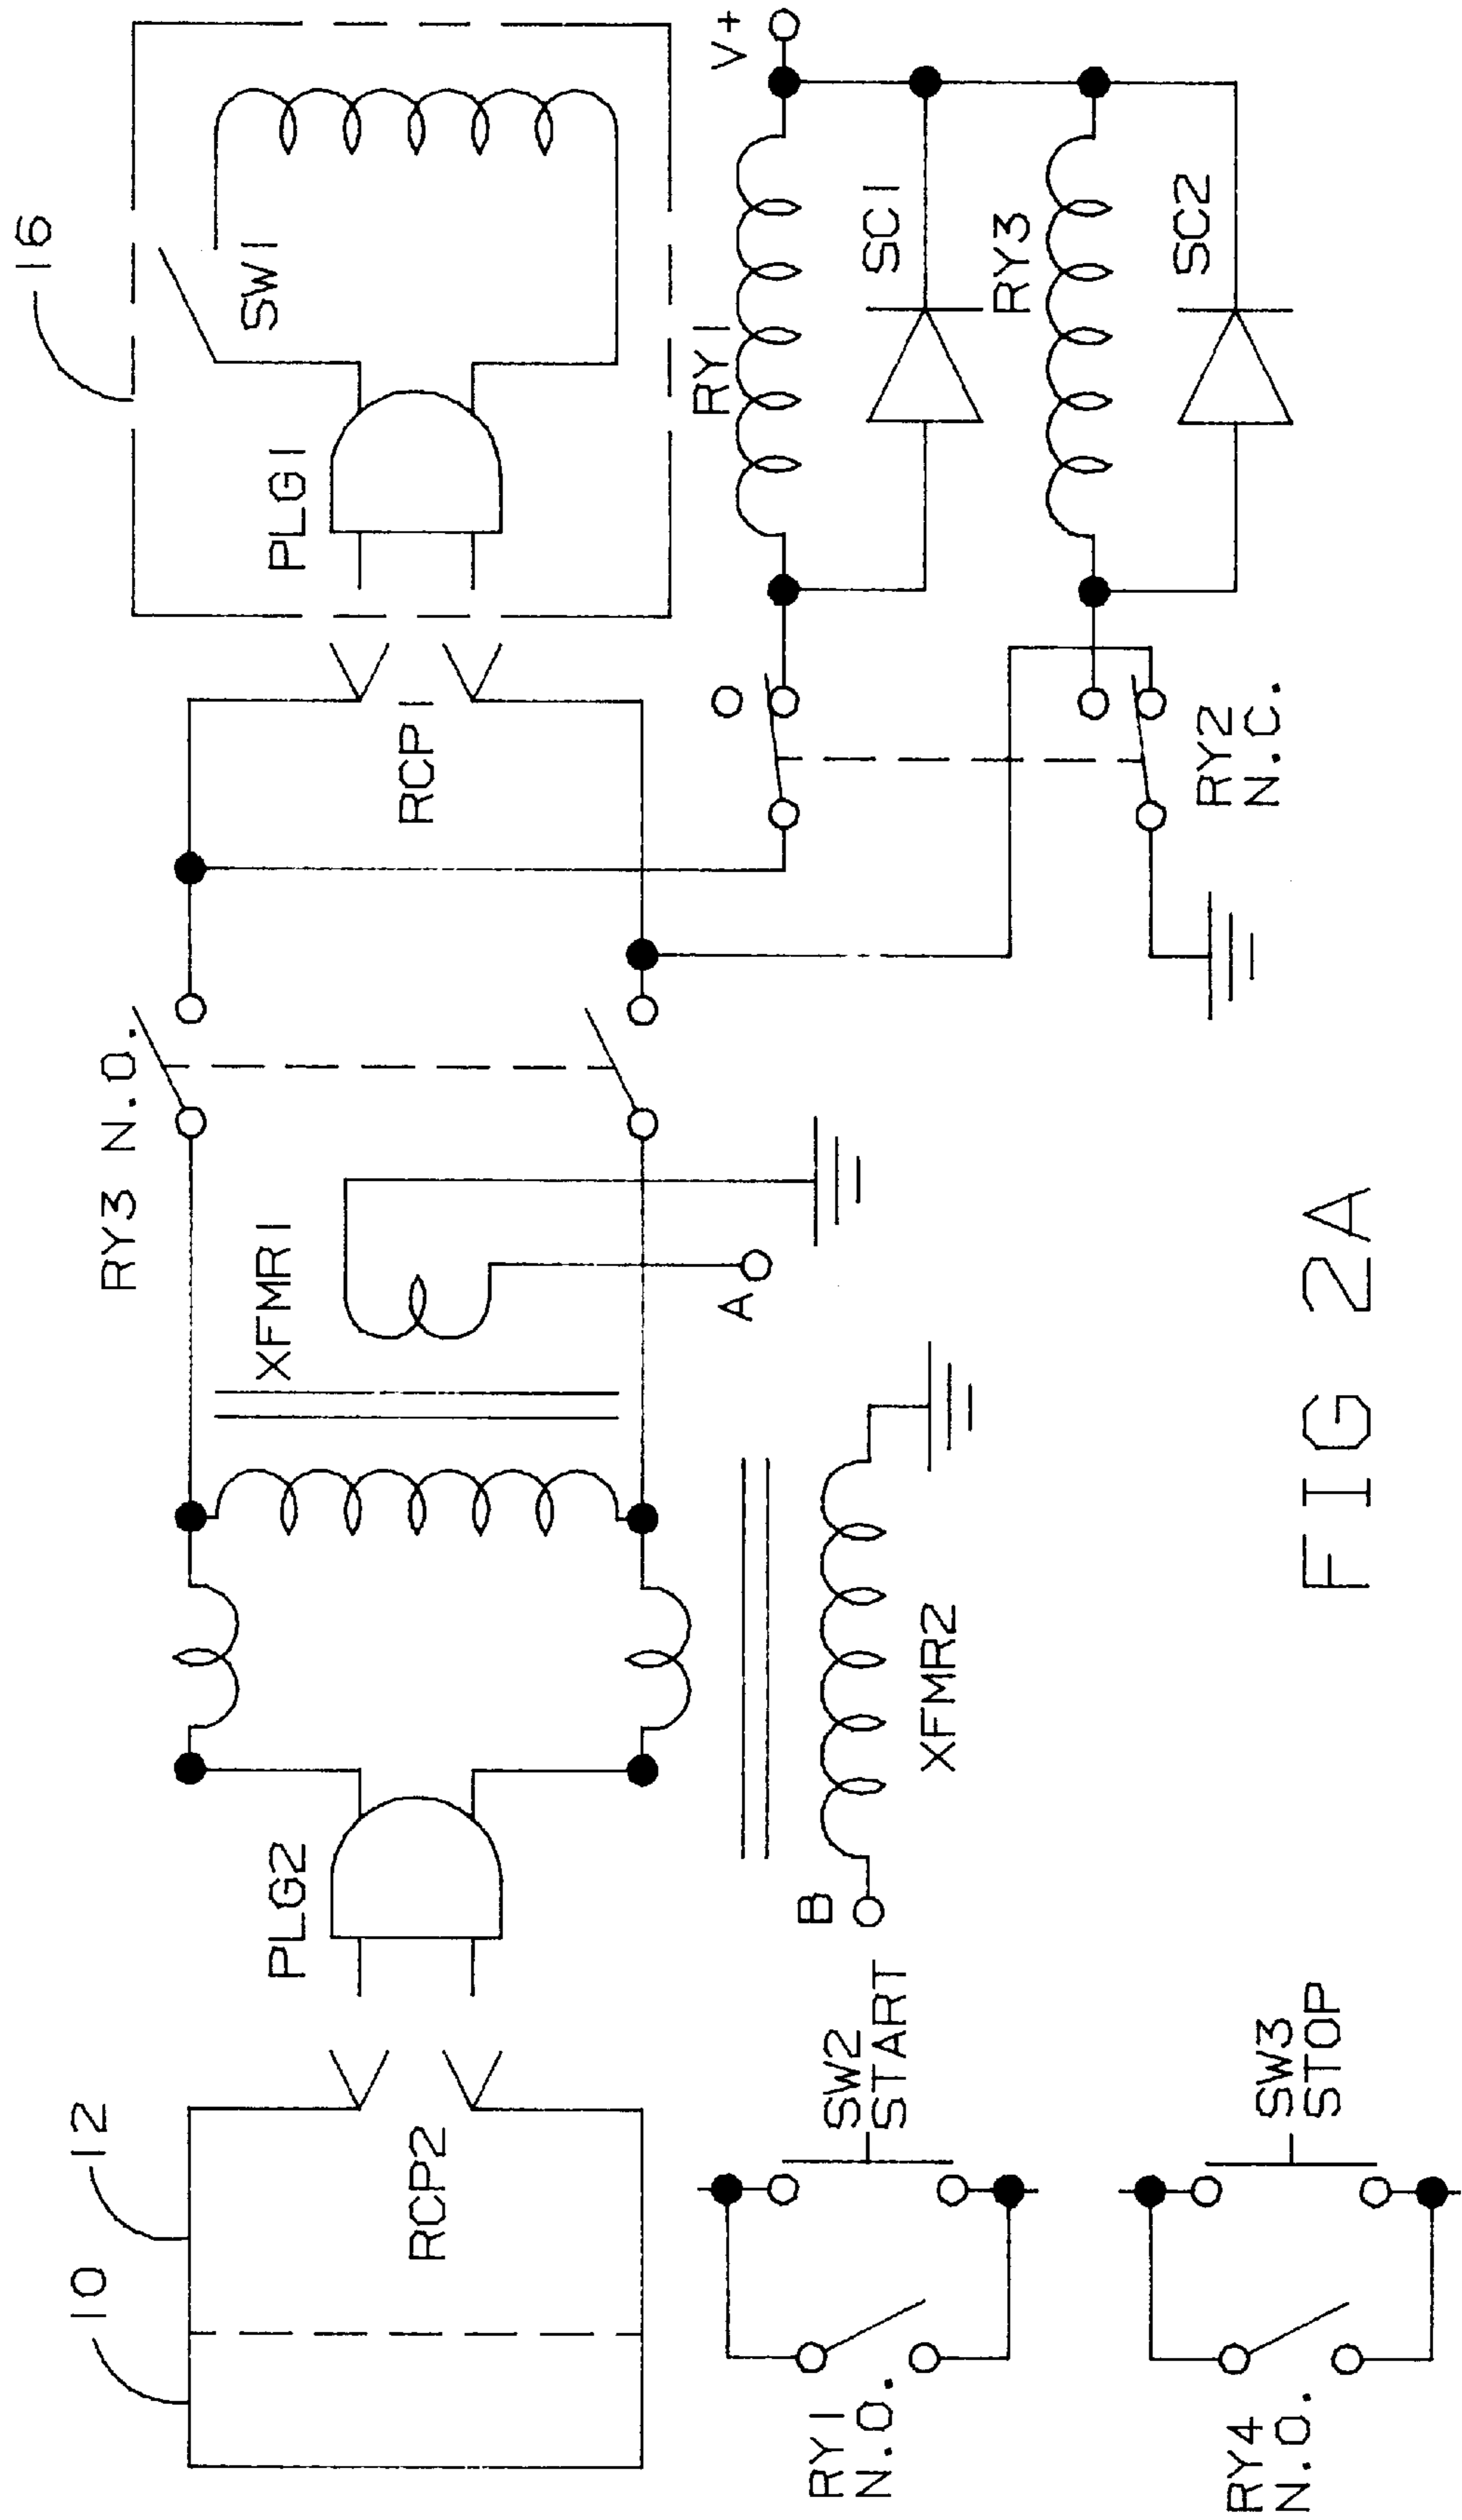 10
12
16
RY3 N.O.
PLG2
XFMR1
PLG1
SW1
RCP2
RCP1
RY1
V+
A
B
SW2
START
RY1
N.O.
XFMR2
SC1
RY3
SC2
RY2
N.C.
SW3
STOP
RY4
N.O.
FIG 2A